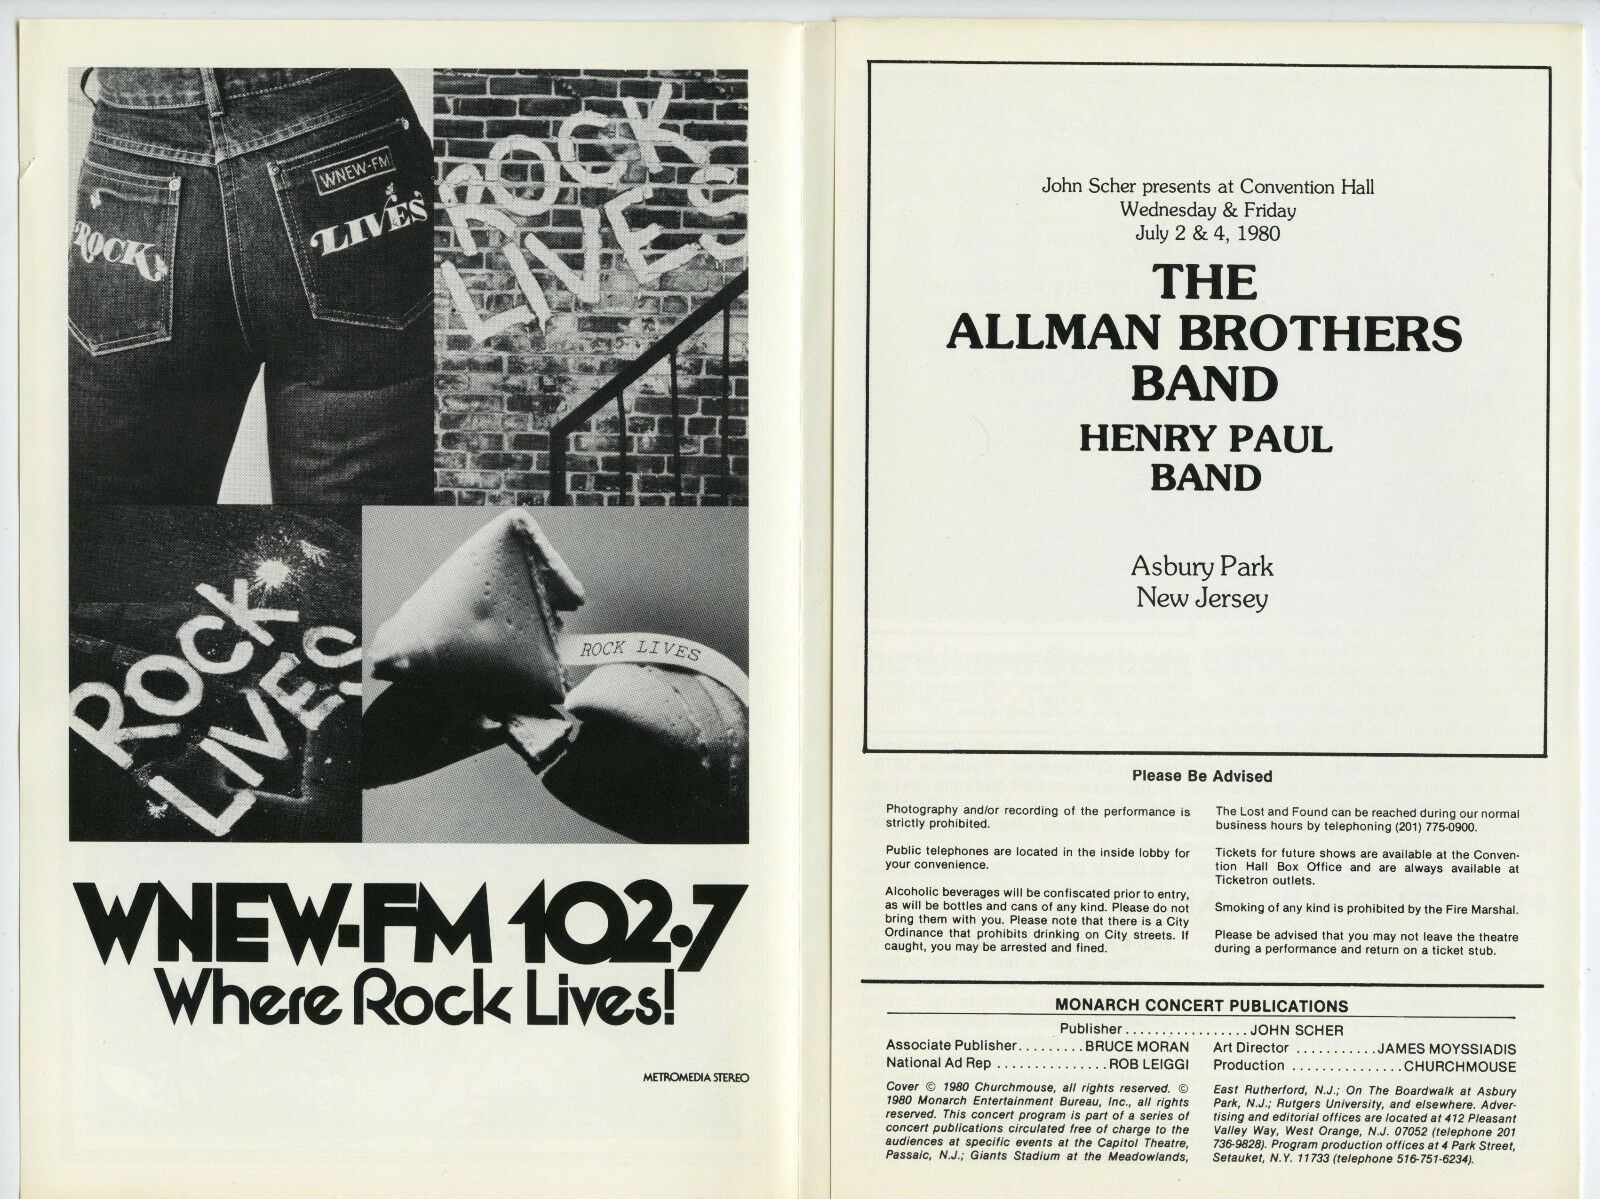 ROCK
WNEW-FM
LIVES
ROCK
LIVES
ROCK
LIVES
ROCK LIVES
WNEW-FM 102.7
Where Rock Lives!
METROMEDIA STEREO
John Scher presents at Convention Hall
Wednesday & Friday
July 2 & 4, 1980
THE
ALLMAN BROTHERS
BAND
HENRY PAUL
BAND
Asbury Park
New Jersey
Please Be Advised
Photography and/or recording of the performance is
strictly prohibited.
Public telephones are located in the inside lobby for
your convenience.
Alcoholic beverages will be confiscated prior to entry,
as will be bottles and cans of any kind. Please do not
bring them with you. Please note that there is a City
Ordinance that prohibits drinking on City streets. If
caught, you may be arrested and fined.
The Lost and Found can be reached during our normal
business hours by telephoning (201) 775-0900.
Tickets for future shows are available at the Conven-
tion Hall Box Office and are always available at
Ticketron outlets.
Smoking of any kind is prohibited by the Fire Marshal.
Please be advised that you may not leave the theatre
during a performance and return on a ticket stub.
MONARCH CONCERT PUBLICATIONS
Publisher.................JOHN SCHER
Associate Publisher.........BRUCE MORAN
National Ad Rep ...............ROB LEIGGI
Art Director ...........JAMES MOYSSIADIS
Production ...............CHURCHMOUSE
Cover © 1980 Churchmouse, all rights reserved. ©
1980 Monarch Entertainment Bureau, Inc., all rights
reserved. This concert program is part of a series of
concert publications circulated free of charge to the
audiences at specific events at the Capitol Theatre,
Passaic, N.J.; Giants Stadium at the Meadowlands,
East Rutherford, N.J.; On The Boardwalk at Asbury
Park, N.J.; Rutgers University, and elsewhere. Adver-
tising and editorial offices are located at 412 Pleasant
Valley Way, West Orange, N.J. 07052 (telephone 201
736-9828). Program production offices at 4 Park Street,
Setauket, N.Y. 11733 (telephone 516-751-6234).